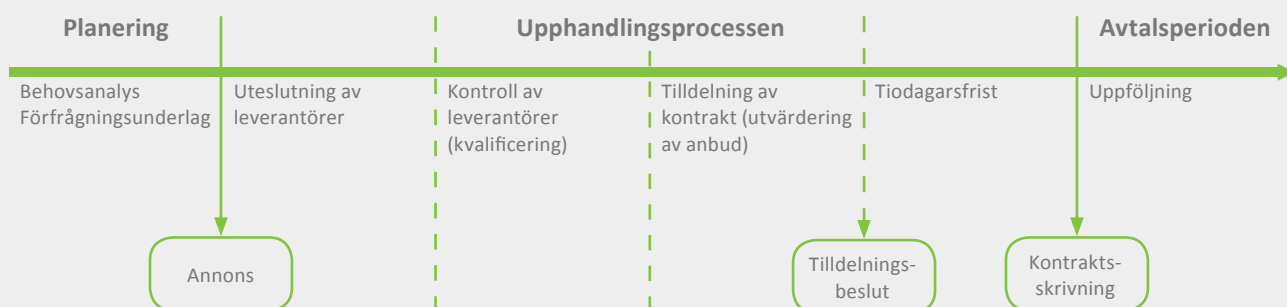 Planering
Upphandlingsprocessen
Avtalsperioden
Behovsanalys
Förfrågningsunderlag
Uteslutning av
leverantörer
Kontroll av
leverantörer
(kvalificering)
Tilldelning av
kontrakt (utvärdering
av anbud)
Tiodagarsfrist
Uppföljning
Annons
Tilldelnings-
beslut
Kontrakts-
skrivning